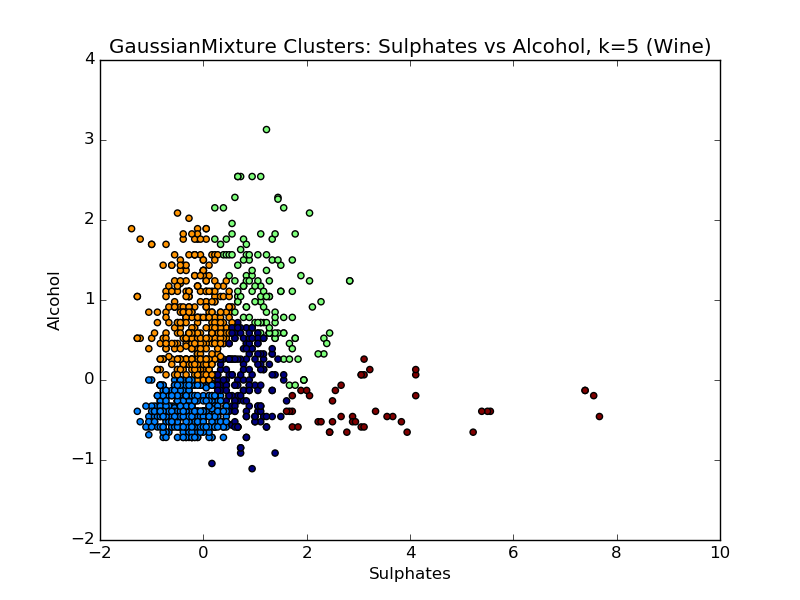 GaussianMixture Clusters: Sulphates vs Alcohol, k=5 (Wine)
4
3
2
1
0
−1
−2
Alcohol
−2 0 2 4 6 8 10
Sulphates